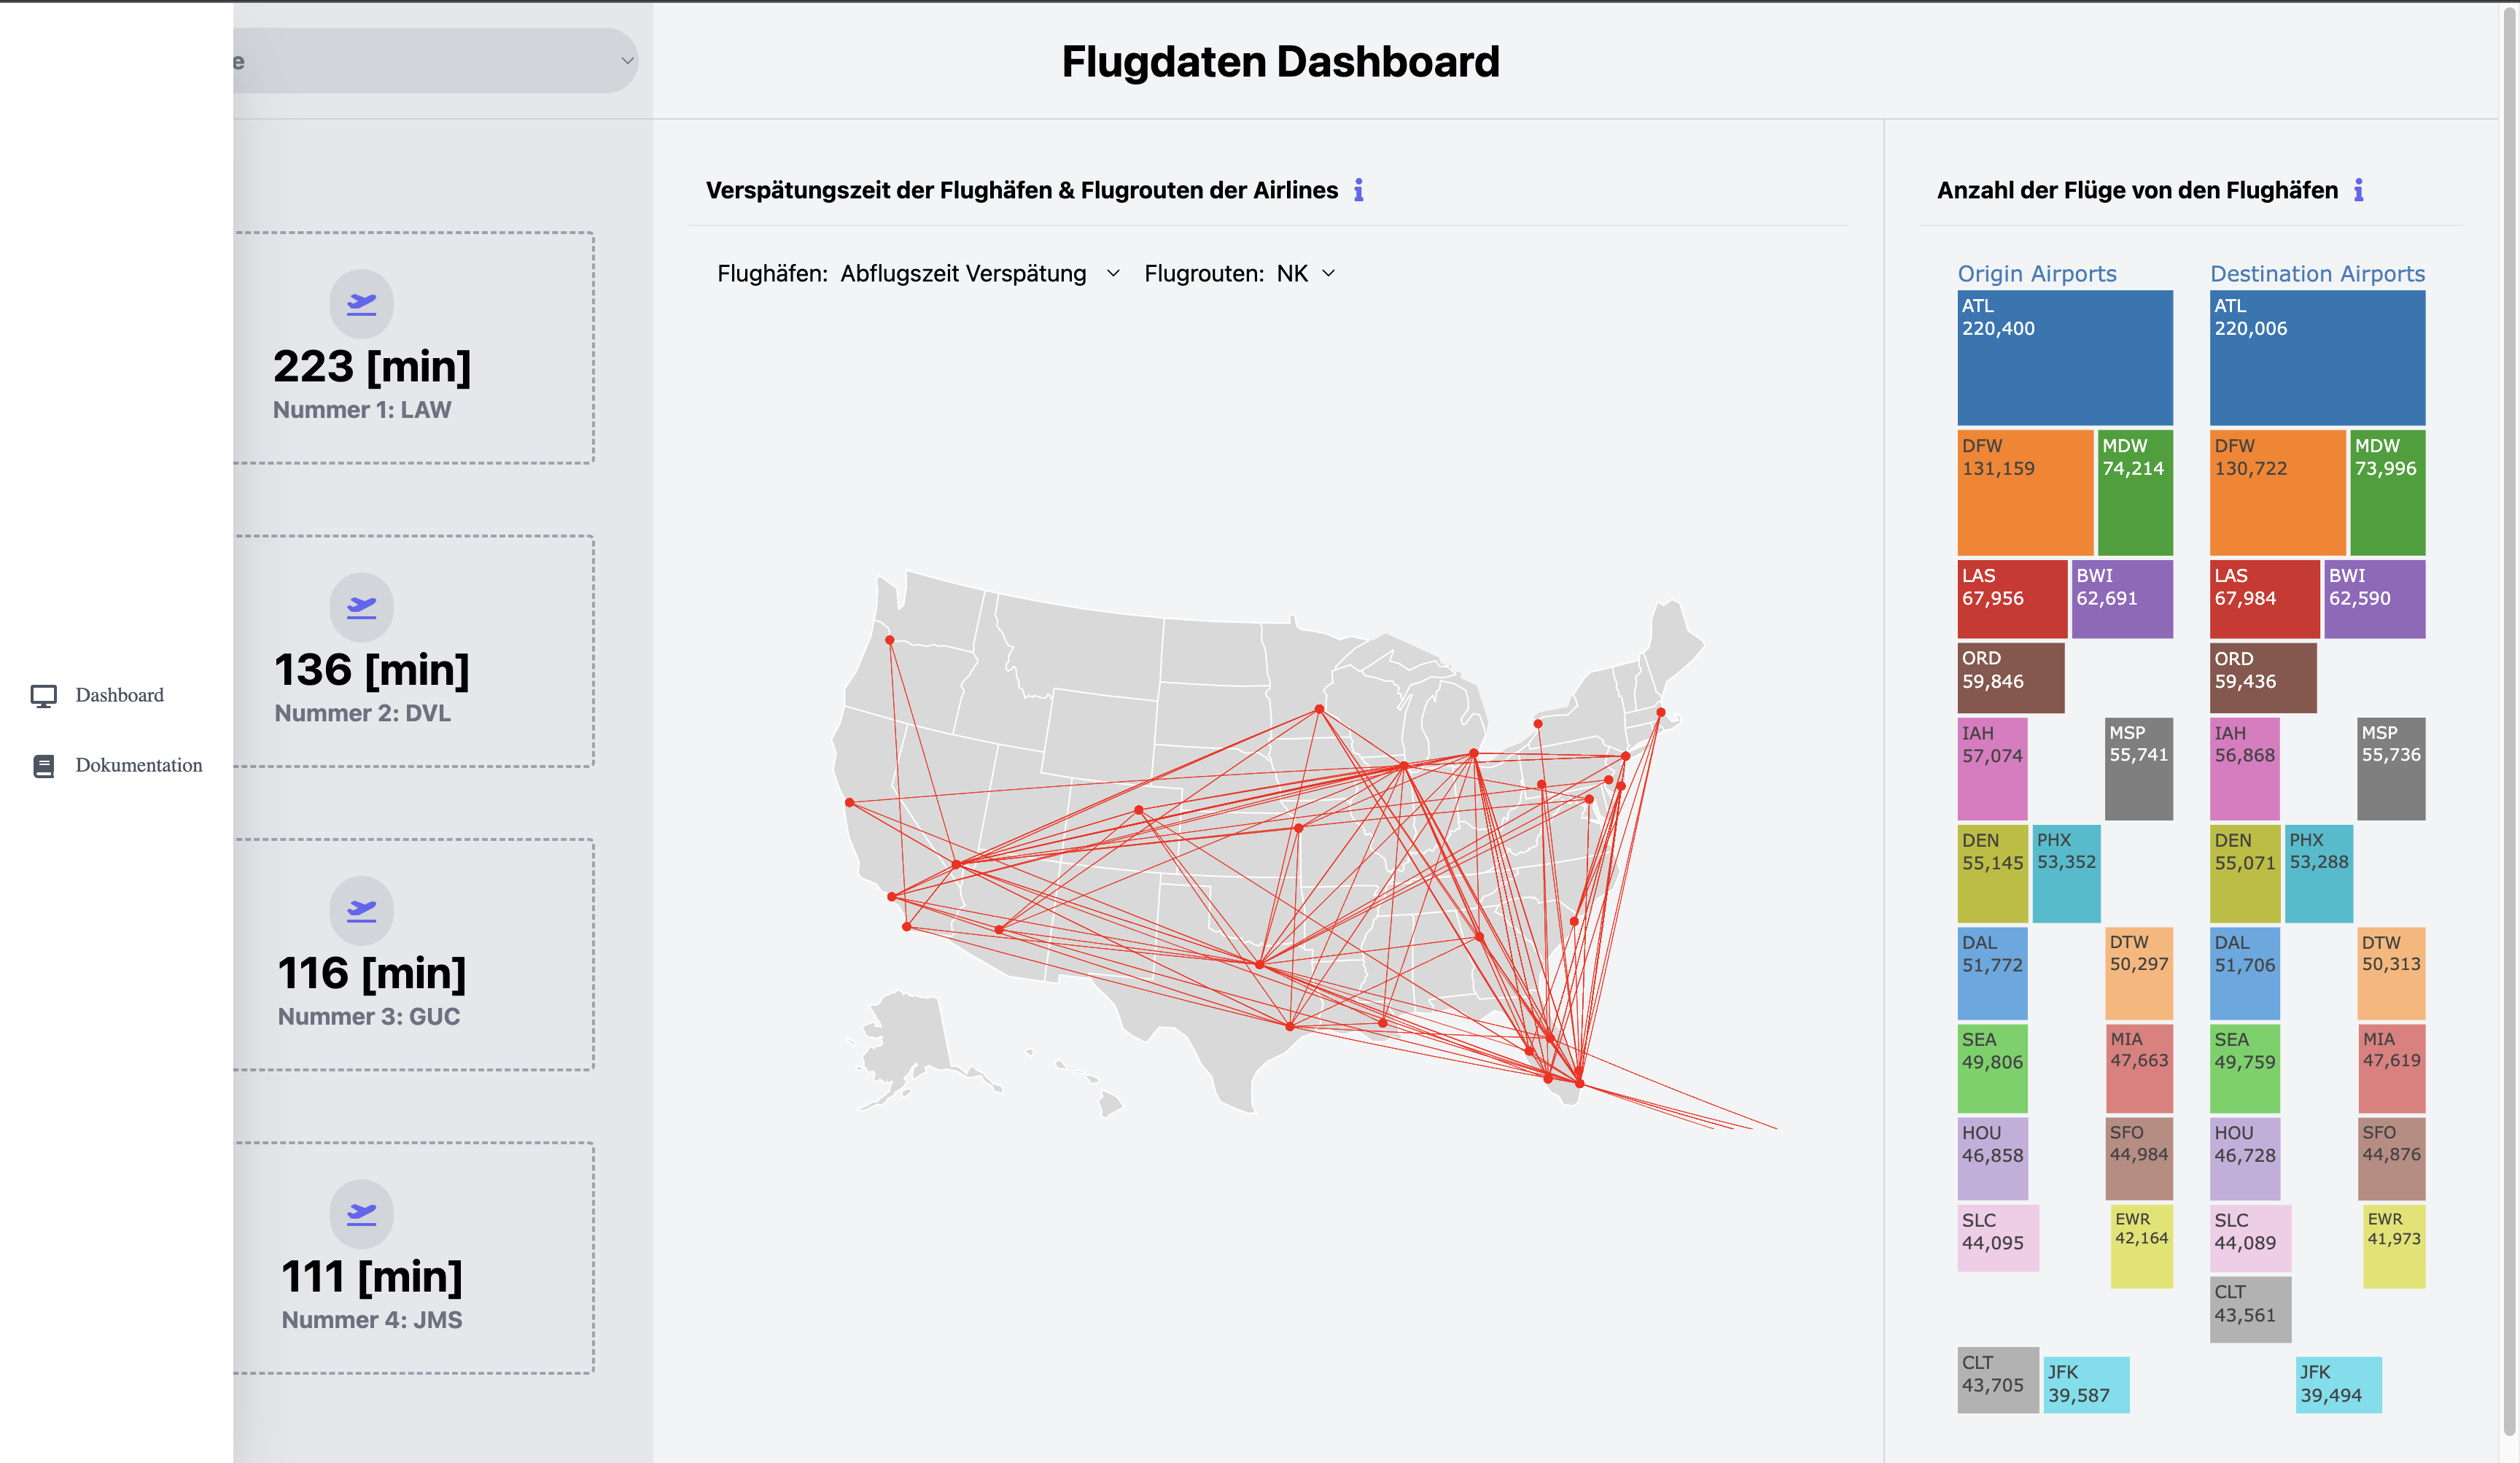 e
Flugdaten Dashboard
Dashboard
Dokumentation
223 [min]
Nummer 1: LAW
136 [min]
Nummer 2: DVL
116 [min]
Nummer 3: GUC
111 [min]
Nummer 4: JMS
Verspätungszeit der Flughäfen & Flugrouten der Airlines
Flughäfen: Abflugszeit Verspätung Flugrouten: NK
Anzahl der Flüge von den Flughäfen
Origin Airports
ATL
220,400
DFW
131,159
MDW
74,214
LAS
67,956
BWI
62,691
ORD
59,846
IAH
57,074
MSP
55,741
DEN
55,145
PHX
53,352
DAL
51,772
DTW
50,297
SEA
49,806
MIA
47,663
HOU
46,858
SFO
44,984
SLC
44,095
EWR
42,164
CLT
43,705
JFK
39,587
Destination Airports
ATL
220,006
DFW
130,722
MDW
73,996
LAS
67,984
BWI
62,590
ORD
59,436
IAH
56,868
MSP
55,736
DEN
55,071
PHX
53,288
DAL
51,706
DTW
50,313
SEA
49,759
MIA
47,619
HOU
46,728
SFO
44,876
SLC
44,089
EWR
41,973
CLT
43,561
JFK
39,494